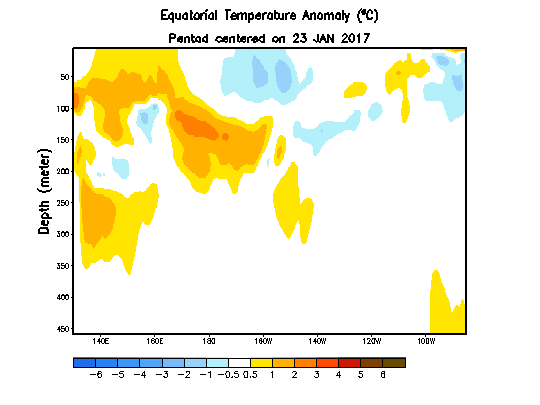 Equatorial Temperature Anomaly (°C)
Pentad centered on 23 JAN 2017
Depth (meter)
50
100
150
200
250
300
350
400
450
140E 160E 180 160W 140W 120W 100W
-6 -5 -4 -3 -2 -1 -0.5 0.5 1 2 3 4 5 6